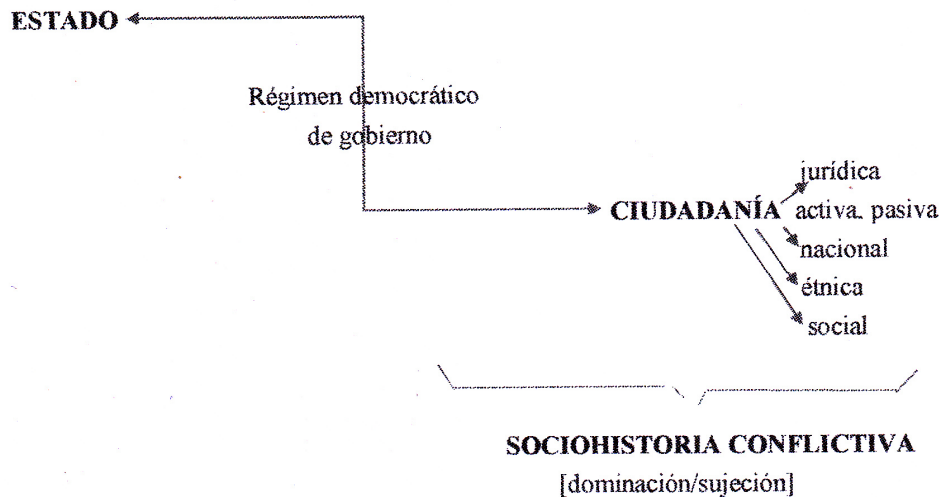 ESTADO
Régimen democrático
de gobierno
jurídica
CIUDADANÍA activa. pasiva
nacional
étnica
social
SOCIOHISTORIA CONFLICTIVA
[dominación/sujeción]